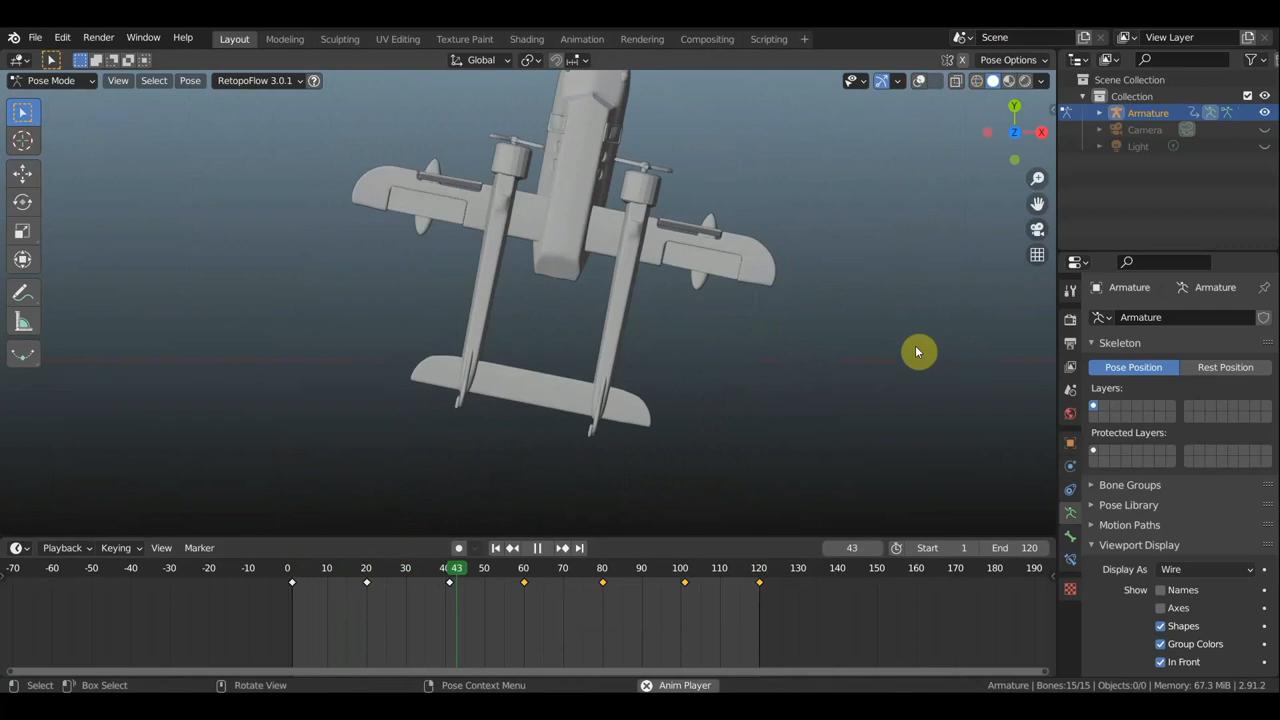 File Edit Render Window Help Layout Modeling Sculpting UV Editing Texture Paint Shading Animation Rendering Compositing Scripting + Scene View Layer
Global Pose Options
Pose Mode View Select Pose RetopoFlow 3.0.1 ?
Scene Collection
Collection
Armature
Camera
Light
Y
Z X
Armature Armature
Armature
Skeleton
Pose Position Rest Position
Layers:
Protected Layers:
Bone Groups
Pose Library
Motion Paths
Viewport Display
Display As Wire
Show Names
Axes
Shapes
Group Colors
In Front
Playback Keying View Marker 43 Start 1 End 120
-70 -60 -50 -40 -30 -20 -10 0 10 20 30 43 50 60 70 80 90 100 110 120 130 140 150 160 170 180 190
Select Box Select Rotate View Pose Context Menu Anim Player Armature | Bones:15/15 | Objects:0/0 | Memory: 67.3 MiB | 2.91.2